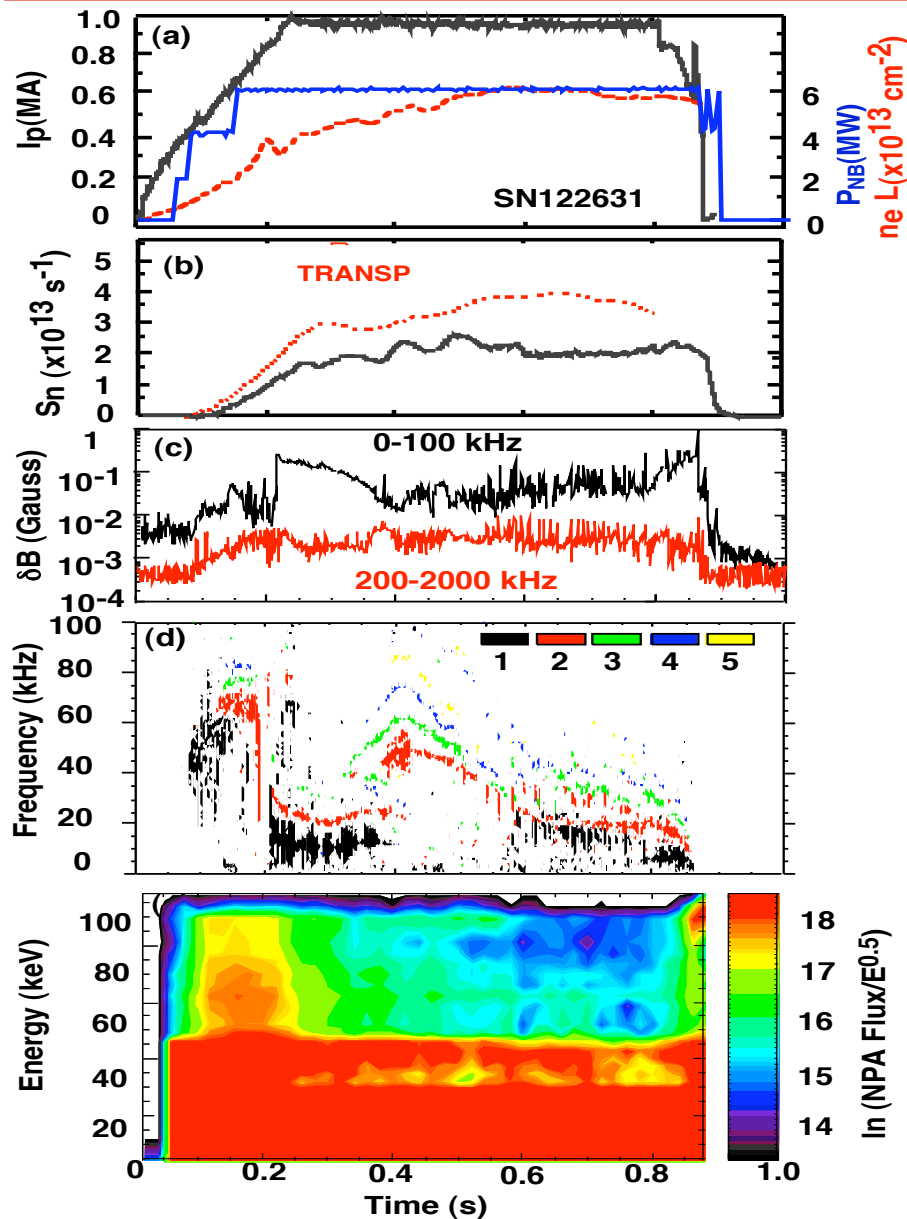 (a)
1.0
0.8
0.6
0.4
0.2
0
Ip(MA)
SN122631
6
4
2
0
P_NB(MW)
ne L(x10^13 cm^-2)
(b)
TRANSP
5
4
3
2
1
0
Sn (x10^13 s^-1)
(c)
0-100 kHz
1
10^-1
10^-2
10^-3
10^-4
δB (Gauss)
200-2000 kHz
(d)
100
80
60
40
20
0
Frequency (kHz)
1 2 3 4 5
100
80
60
40
20
Energy (keV)
18
17
16
15
14
ln (NPA Flux/E^0.5)
0 0.2 0.4 0.6 0.8 1.0
Time (s)